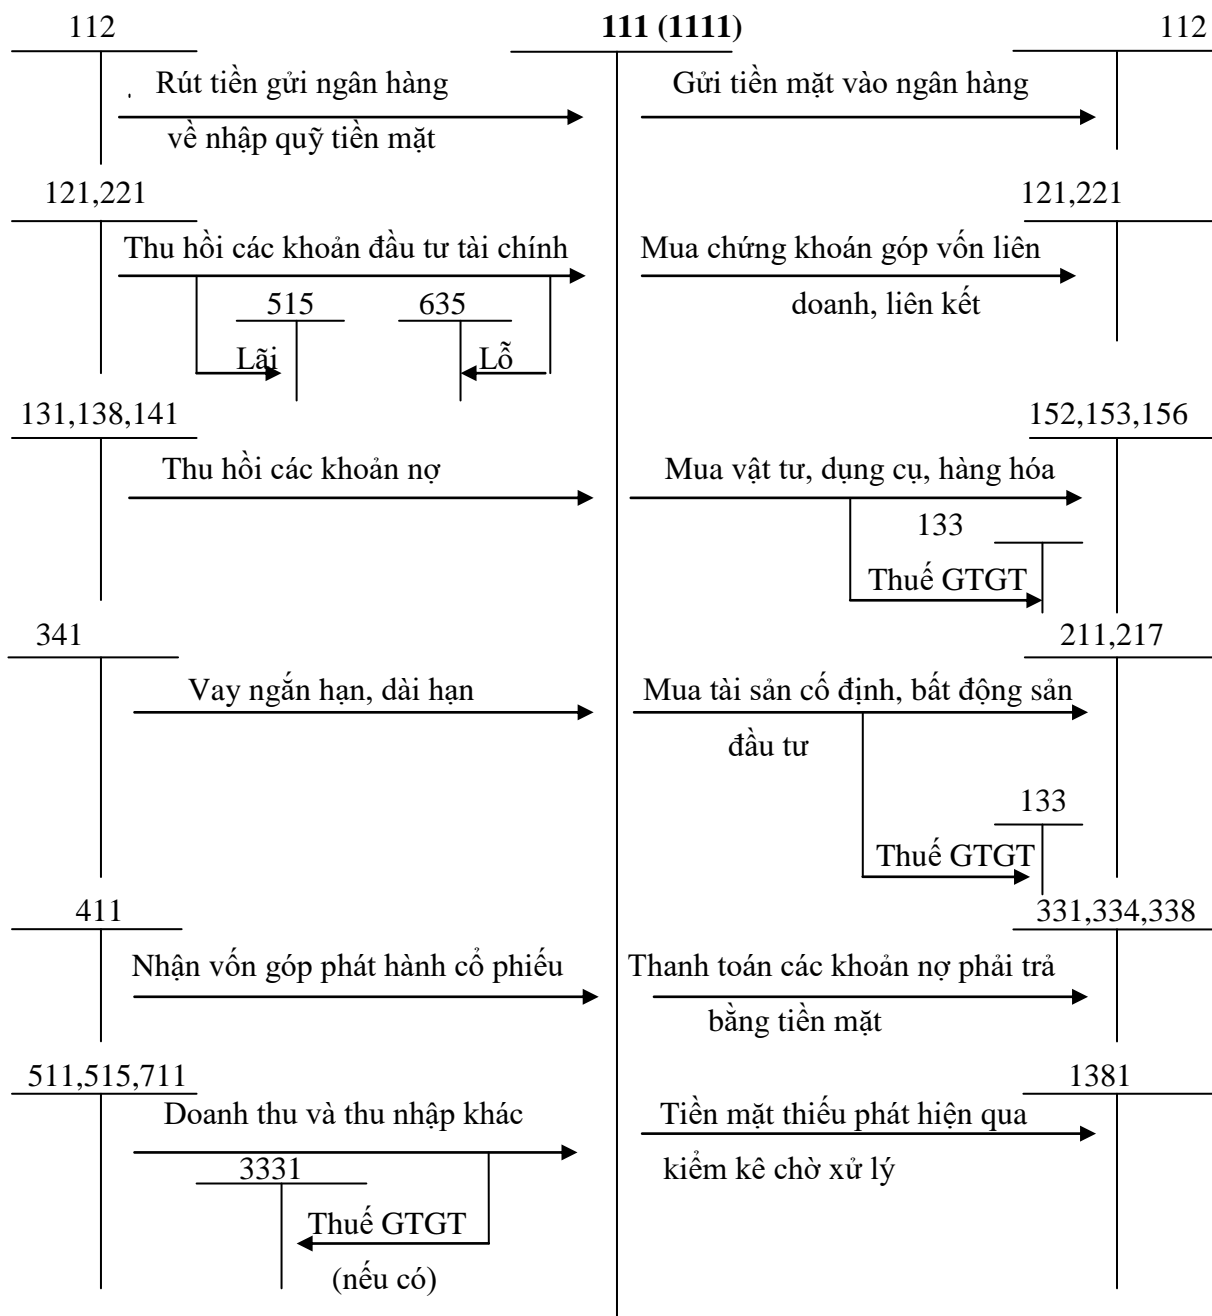 112
111 (1111)
112
Rút tiền gửi ngân hàng
về nhập quỹ tiền mặt
Gửi tiền mặt vào ngân hàng
121,221
121,221
Thu hồi các khoản đầu tư tài chính
Mua chứng khoán góp vốn liên
doanh, liên kết
515
635
Lãi
Lỗ
131,138,141
152,153,156
Thu hồi các khoản nợ
Mua vật tư, dụng cụ, hàng hóa
133
Thuế GTGT
341
211,217
Vay ngắn hạn, dài hạn
Mua tài sản cố định, bất động sản
đầu tư
133
Thuế GTGT
411
331,334,338
Nhận vốn góp phát hành cổ phiếu
Thanh toán các khoản nợ phải trả
bằng tiền mặt
511,515,711
1381
Doanh thu và thu nhập khác
Tiền mặt thiếu phát hiện qua
kiểm kê chờ xử lý
3331
Thuế GTGT
(nếu có)